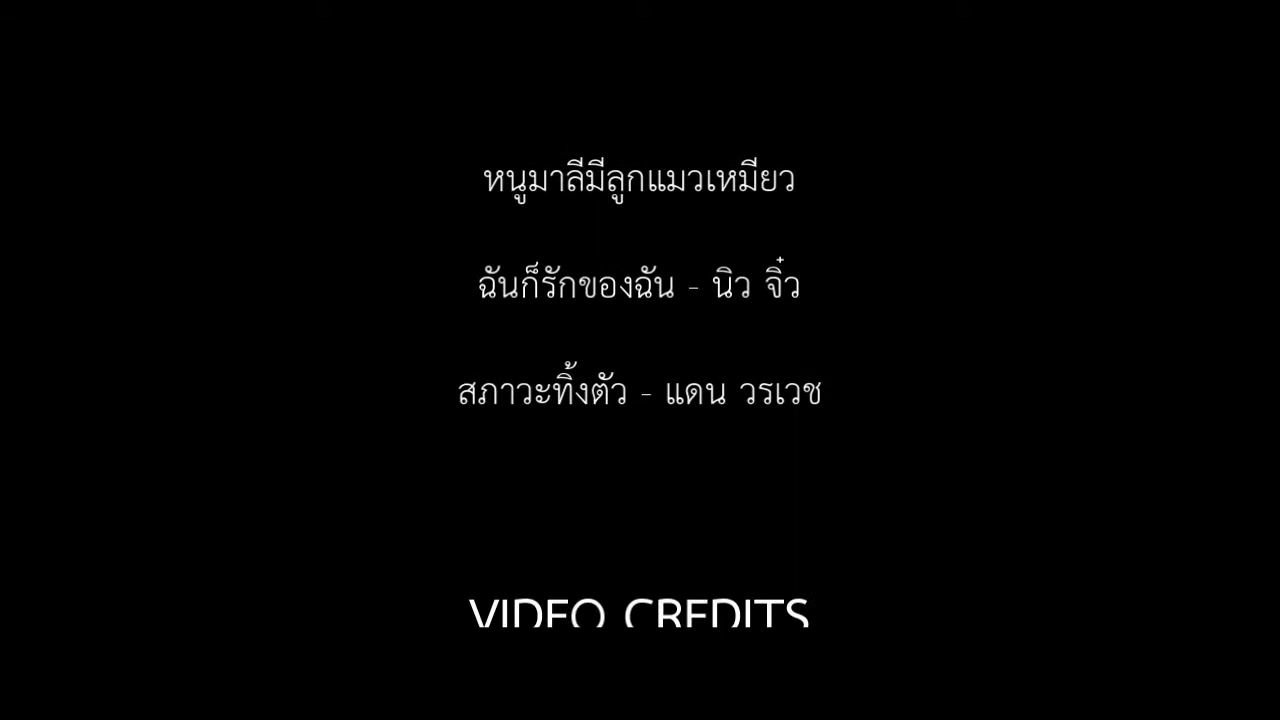 หนูมาลีมีลูกแมวเหมียว
ฉันก็รักของฉัน - นิว จิ๋ว
สภาวะทิ้งตัว - แดน วรเวช
VIDEO CREDITS